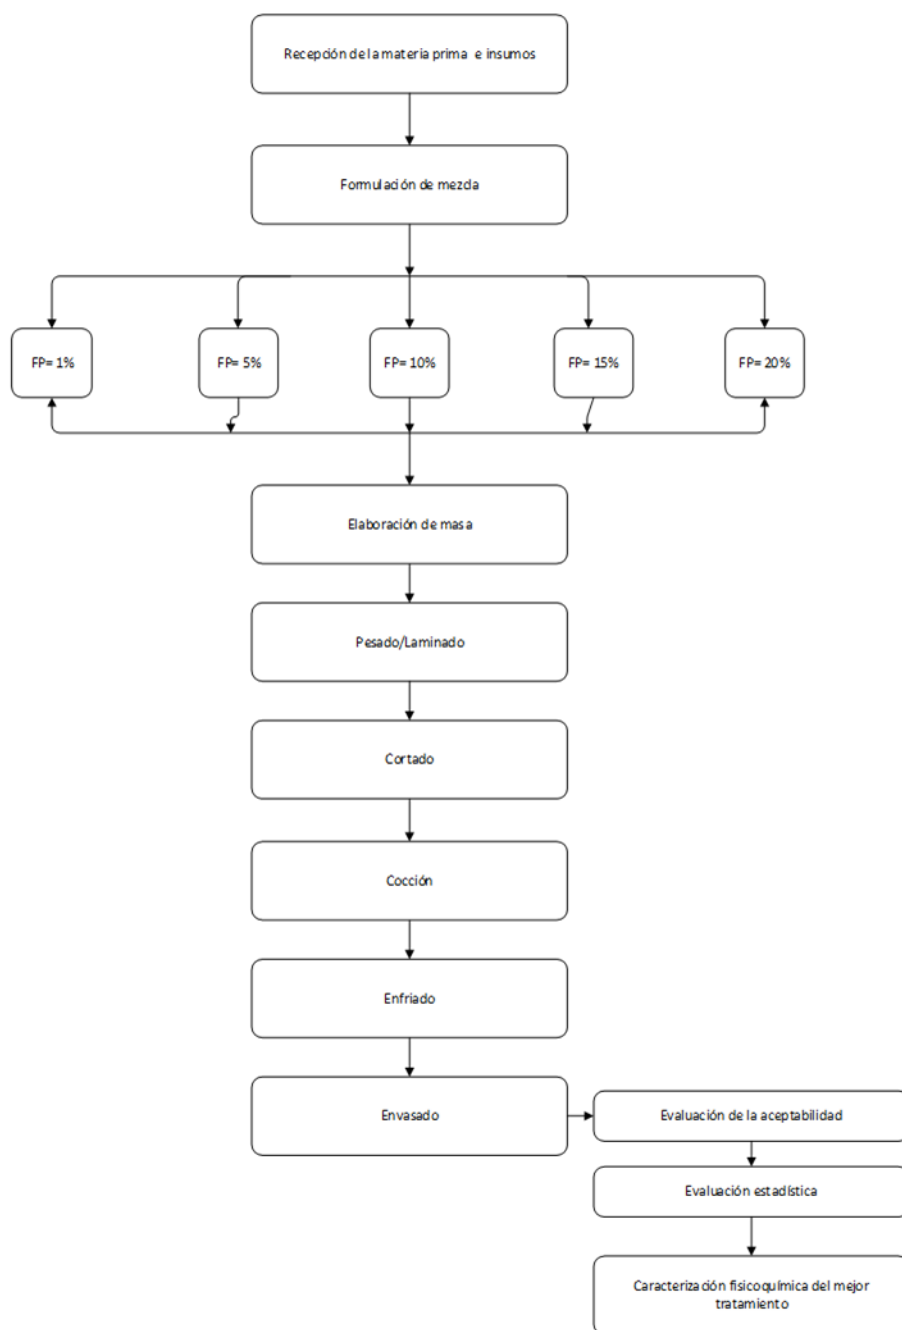 Recepción de la materia prima e insumos
Formulación de mezcla
FP= 1%
FP= 5%
FP= 10%
FP= 15%
FP= 20%
Elaboración de masa
Pesado/Laminado
Cortado
Cocción
Enfriado
Envasado
Evaluación de la aceptabilidad
Evaluación estadística
Caracterización fisicoquímica del mejor
tratamiento